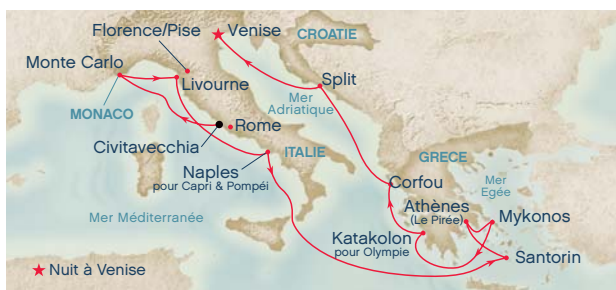 Florence/Pise
Venise
CROATIE
Monte Carlo
Livourne
Split
Mer
Adriatique
MONACO
Rome
Civitavecchia
ITALIE
Naples
pour Capri & Pompéi
GRECE
Corfou
Mer
Egée
Athènes
(Le Pirée)
Mykonos
Mer Méditerranée
Katakolon
pour Olympie
Santorin
Nuit à Venise